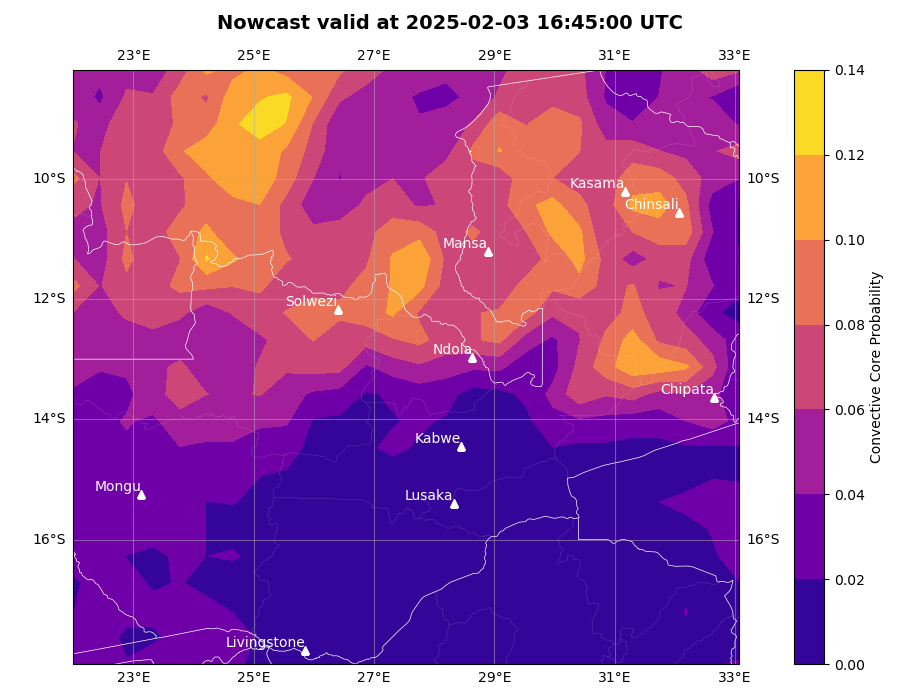 Nowcast valid at 2025-02-03 16:45:00 UTC
23°E 25°E 27°E 29°E 31°E 33°E
0.14
0.12
10°S Kasama 10°S
Chinsali
0.10
Mansa
12°S Solwezi 12°S
0.08
Ndola
Chipata
0.06
14°S 14°S
Kabwe
Mongu Lusaka
0.04
16°S 16°S
0.02
Livingstone
0.00
23°E 25°E 27°E 29°E 31°E 33°E
Convective Core Probability